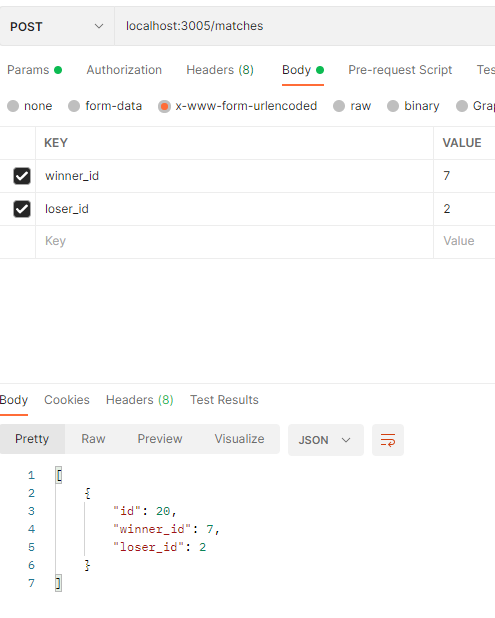 POST localhost:3005/matches
Params Authorization Headers (8) Body Pre-request Script Tes
none form-data x-www-form-urlencoded raw binary Gra
KEY VALUE
winner_id 7
loser_id 2
Key Value
Body Cookies Headers (8) Test Results
Pretty Raw Preview Visualize JSON
1 [
2 {
3 "id": 20,
4 "winner_id": 7,
5 "loser_id": 2
6 }
7 ]